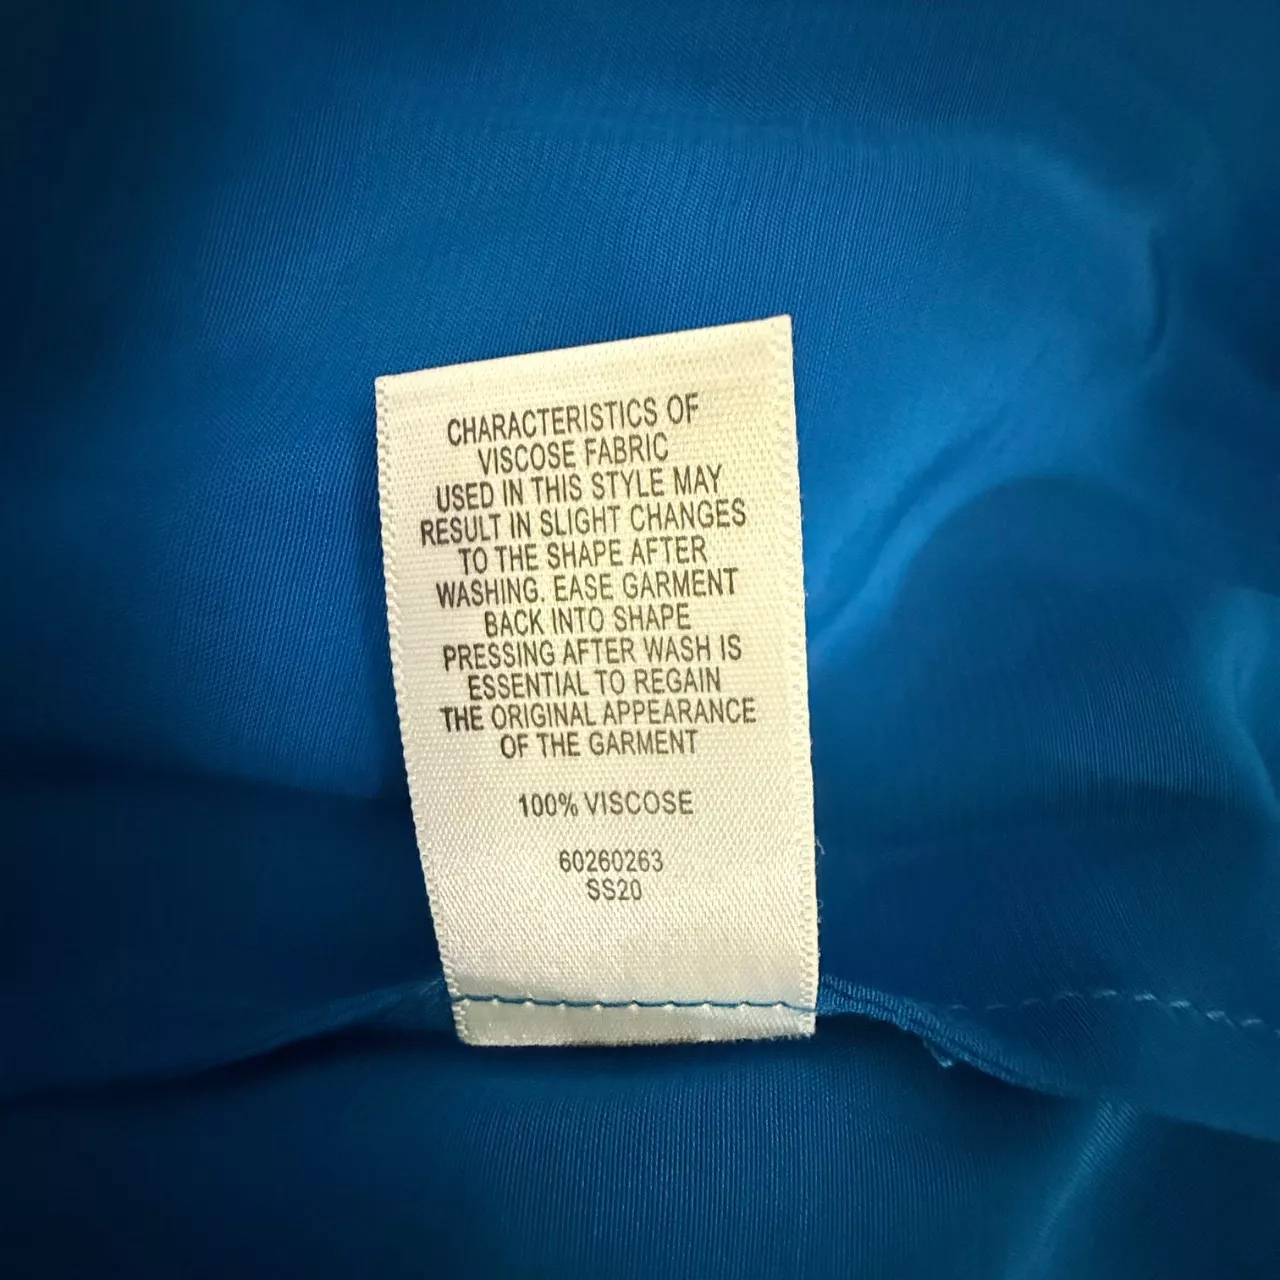 CHARACTERISTICS OF
VISCOSE FABRIC
USED IN THIS STYLE MAY
RESULT IN SLIGHT CHANGES
TO THE SHAPE AFTER
WASHING. EASE GARMENT
BACK INTO SHAPE
PRESSING AFTER WASH IS
ESSENTIAL TO REGAIN
THE ORIGINAL APPEARANCE
OF THE GARMENT
100% VISCOSE
60260263
SS20